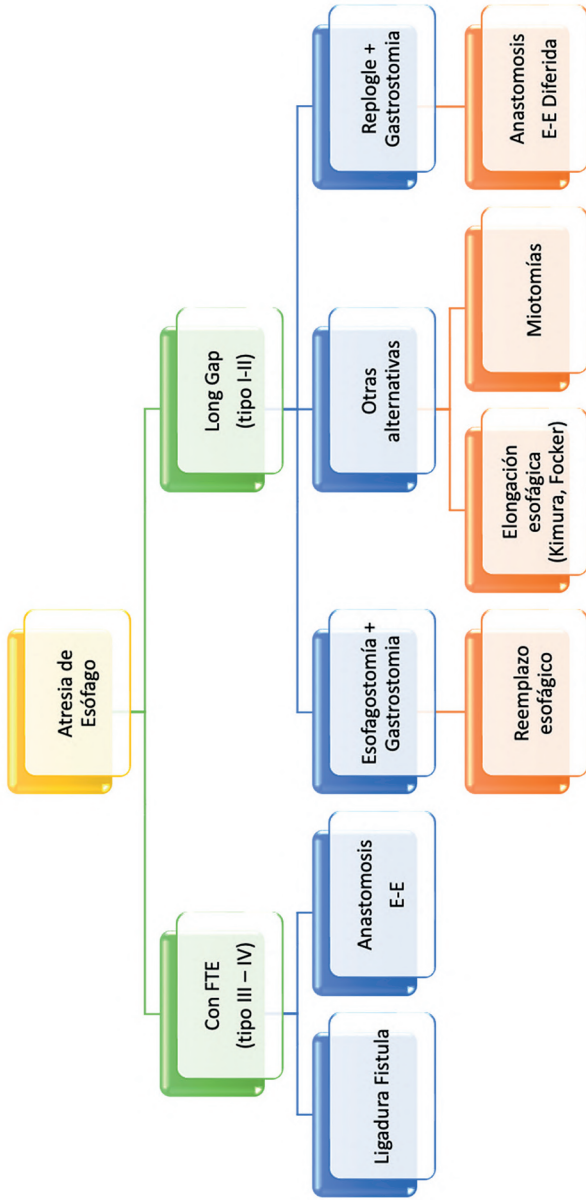 Atresia de
Esófago
Con FTE
(tipo III – IV)
Long Gap
(tipo I-II)
Ligadura Fistula
Anastomosis
E-E
Esofagostomía +
Gastrostomia
Otras
alternativas
Replogle +
Gastrostomia
Reemplazo
esofágico
Elongación
esofágica
(Kimura, Focker)
Miotomías
Anastomosis
E-E Diferida